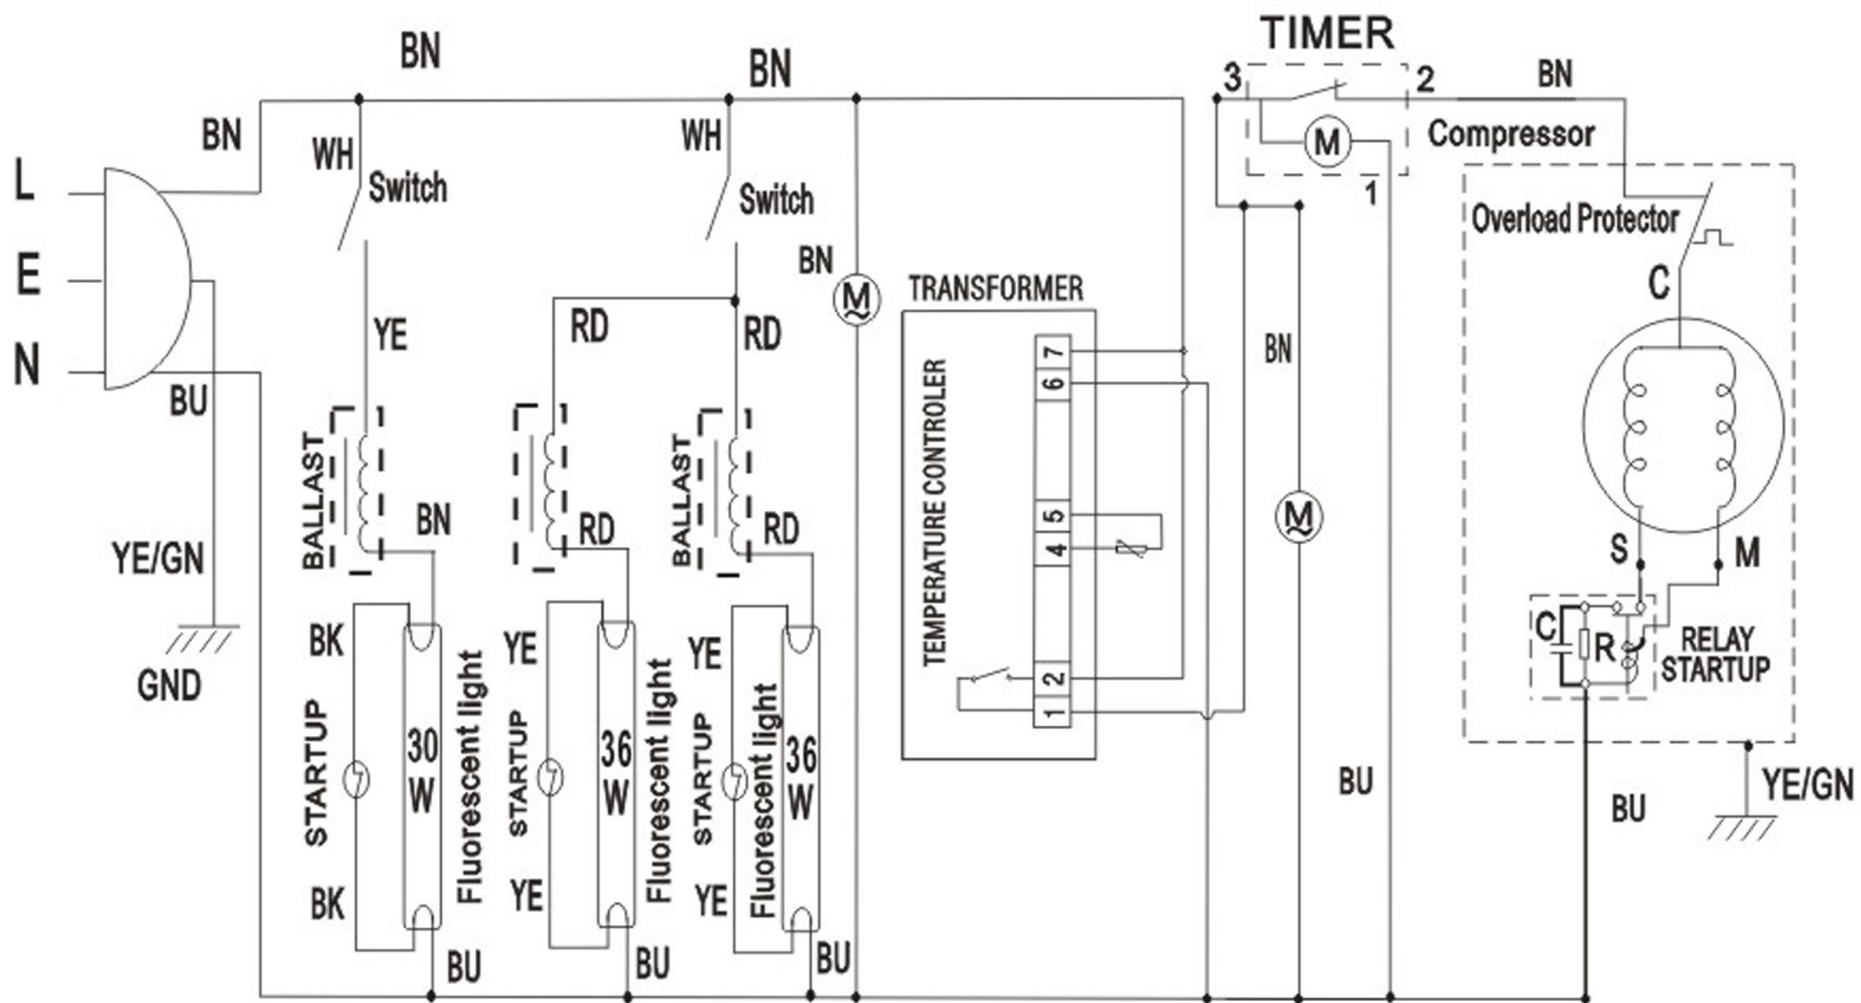 BN
BN
TIMER
3
2
BN
BN
WH
Switch
WH
Switch
M
Compressor
1
L
E
N
BU
YE/GN
GND
YE
RD
RD
BN
M
TRANSFORMER
TEMPERATURE CONTROLER
7
6
5
4
2
1
BN
M
BU
Overload Protector
C
S
M
C
R
RELAY
STARTUP
BU
YE/GN
BALLAST
BN
RD
BALLAST
RD
BK
STARTUP
BK
30
W
Fluorescent light
BU
YE
STARTUP
YE
36
W
Fluorescent light
BU
YE
STARTUP
YE
Fluorescent light
36
W
BU